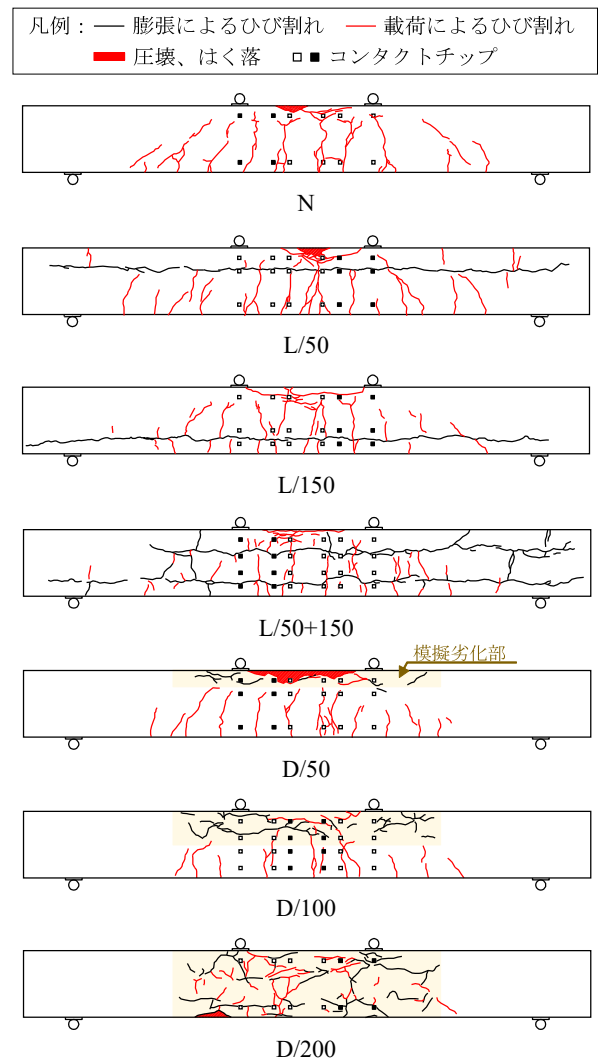 凡例：― 膨張によるひび割れ ― 載荷によるひび割れ
圧壊、はく落 □ ■ コンタクトチップ
N
L/50
L/150
L/50+150
模擬劣化部
D/50
D/100
D/200